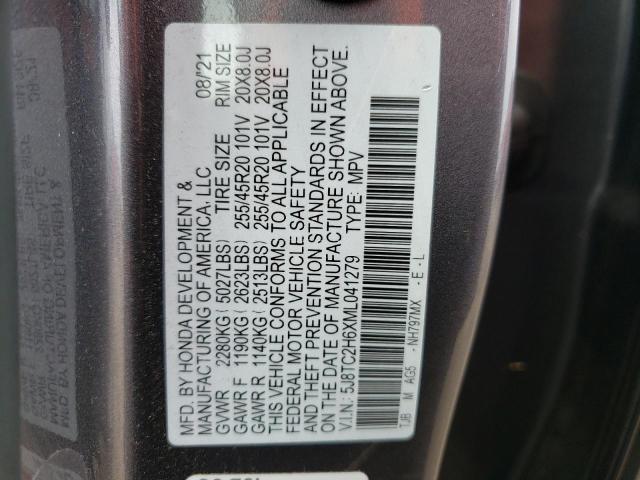 MFD. BY HONDA DEVELOPMENT &
MANUFACTURING OF AMERICA, LLC 08/'21
GVWR 2280KG ( 5027LBS) TIRE SIZE RIM SIZE
GAWR F 1190KG ( 2623LBS) 255/45R20 101V 20X8.0J
GAWR R 1140KG ( 2513LBS) 255/45R20 101V 20X8.0J
THIS VEHICLE CONFORMS TO ALL APPLICABLE
FEDERAL MOTOR VEHICLE SAFETY
AND THEFT PREVENTION STANDARDS IN EFFECT
ON THE DATE OF MANUFACTURE SHOWN ABOVE.
V.I.N.: 5J8TC2H6XML041279 TYPE: MPV
TJB M AG5 - NH797MX - E - L